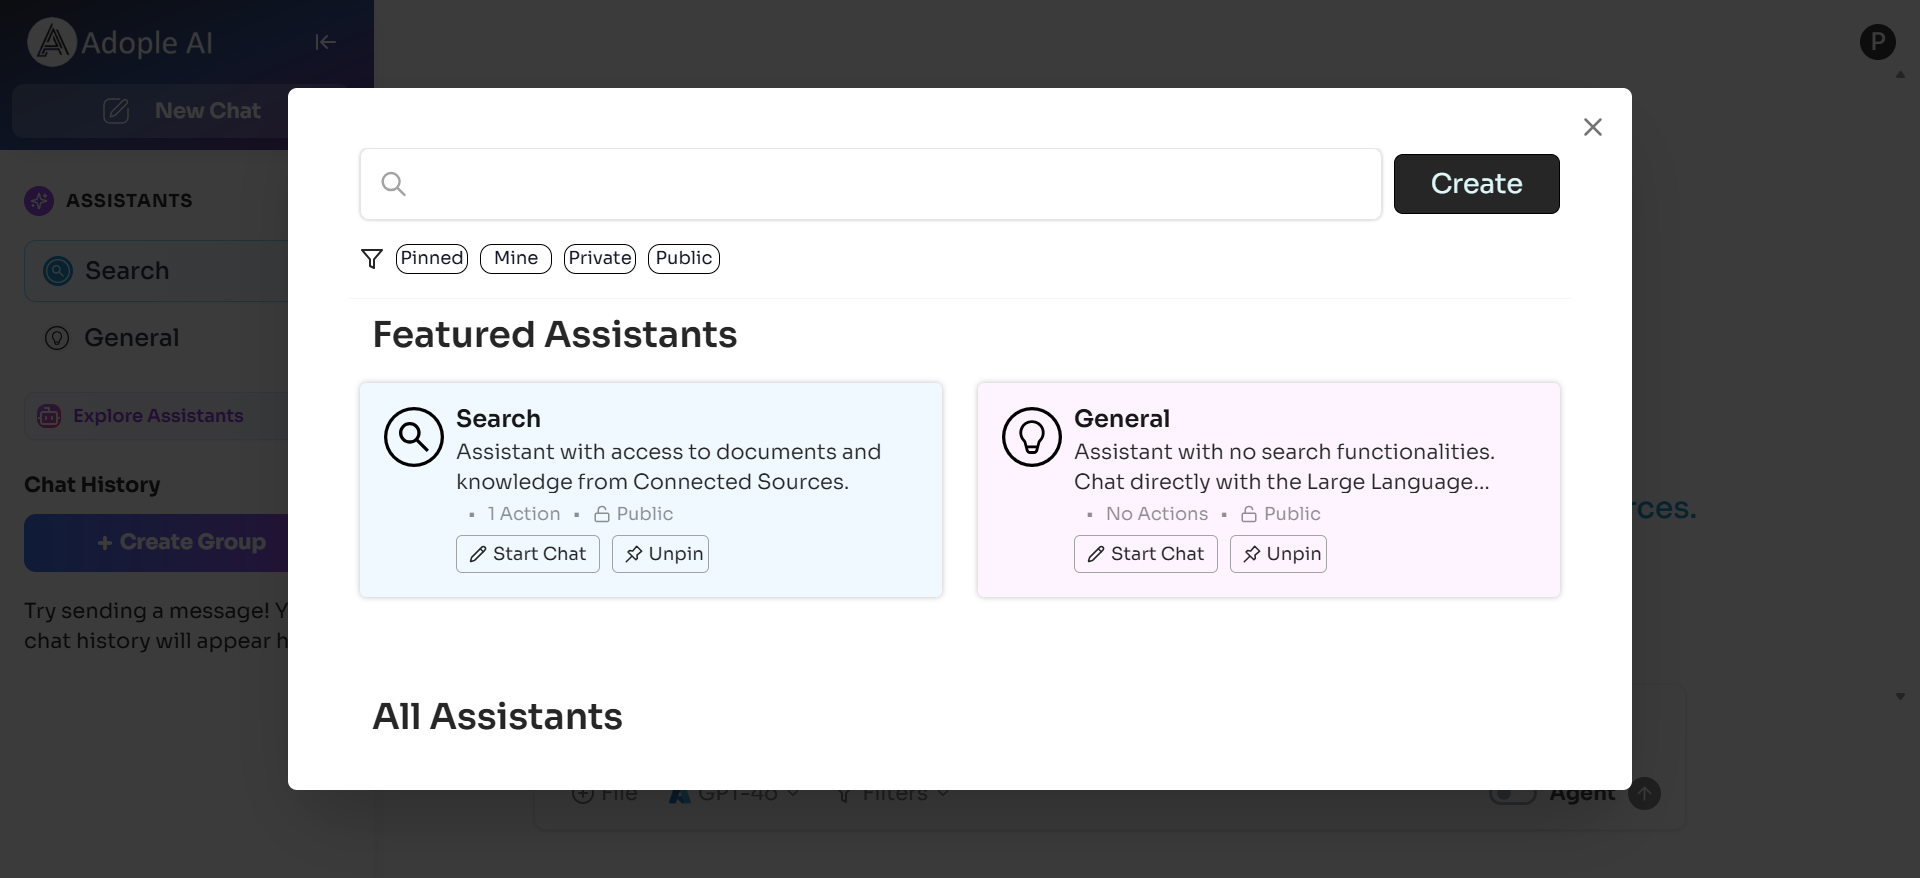 Adople AI
P
New Chat
ASSISTANTS
Search
General
Explore Assistants
Chat History
+ Create Group
Try sending a message! Y
chat history will appear h
Create
Pinned
Mine
Private
Public
Featured Assistants
Search
Assistant with access to documents and
knowledge from Connected Sources.
▪ 1 Action ▪ Public
Start Chat
Unpin
General
Assistant with no search functionalities.
Chat directly with the Large Language...
▪ No Actions ▪ Public
Start Chat
Unpin
All Assistants
rces.
File
GPT-4o
Filters
Agent